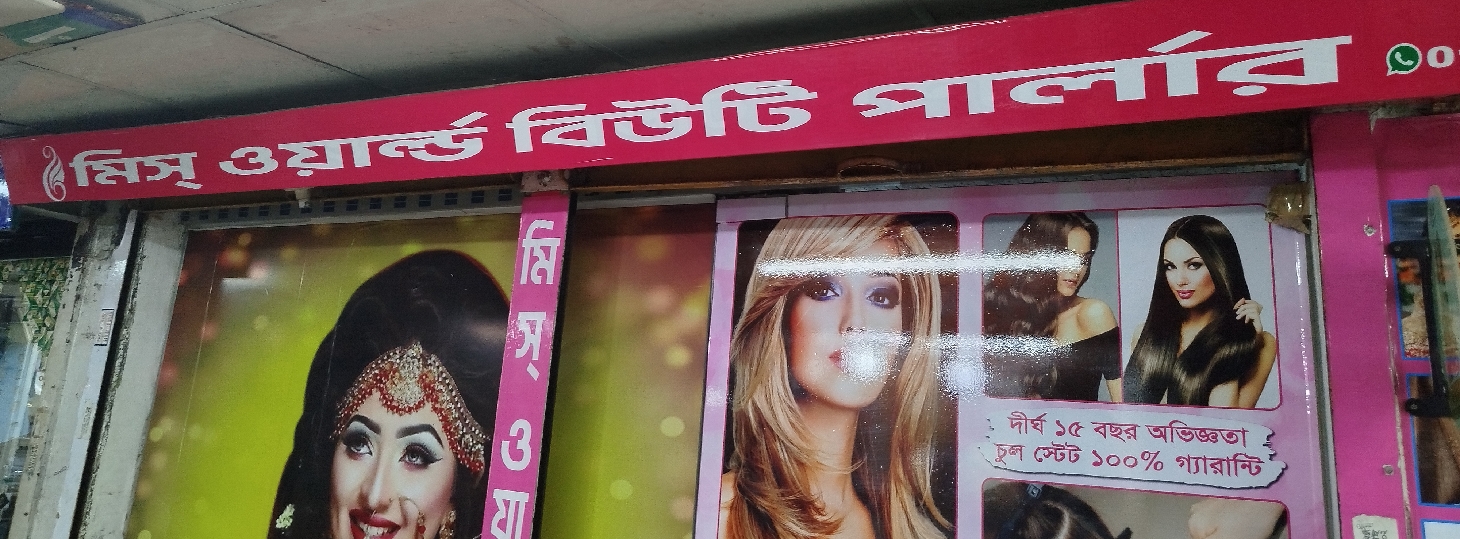 মিস্ ওয়ার্ল্ড বিউটি পার্লার
মি
স্
ও
য়া
দীর্ঘ ১৫ বছর অভিজ্ঞতা
চুল স্টেট ১০০% গ্যারান্টি